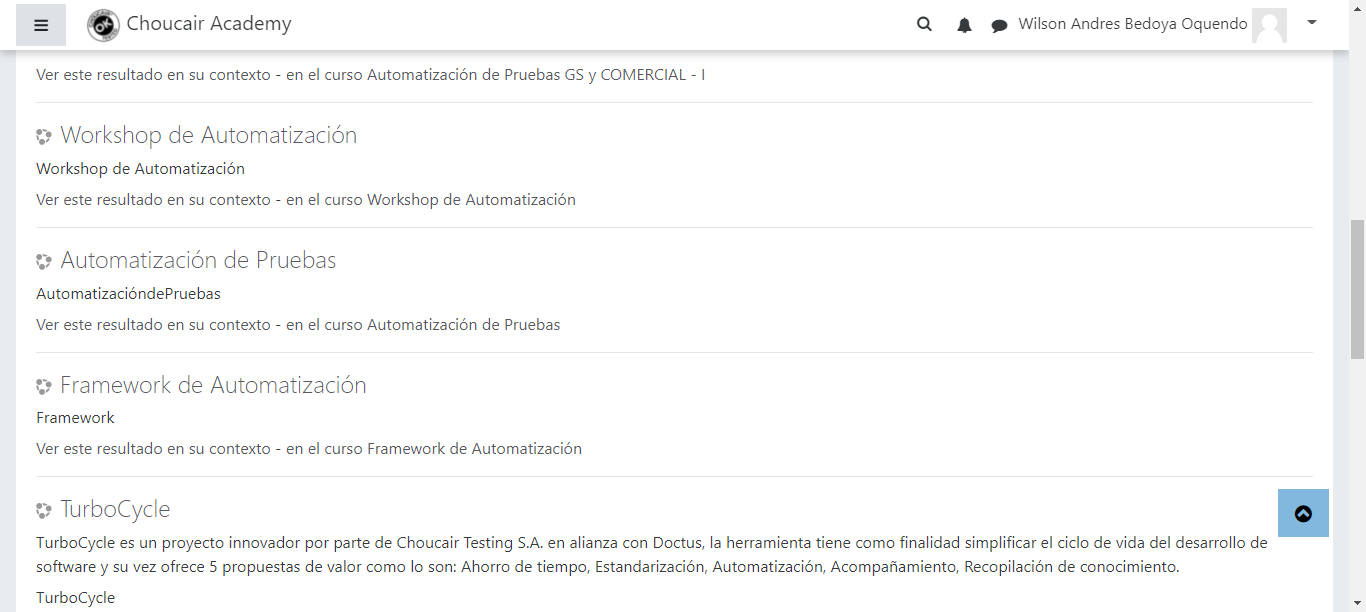 Choucair Academy
Wilson Andres Bedoya Oquendo
Ver este resultado en su contexto - en el curso Automatización de Pruebas GS y COMERCIAL - I
Workshop de Automatización
Workshop de Automatización
Ver este resultado en su contexto - en el curso Workshop de Automatización
Automatización de Pruebas
AutomatizacióndePruebas
Ver este resultado en su contexto - en el curso Automatización de Pruebas
Framework de Automatización
Framework
Ver este resultado en su contexto - en el curso Framework de Automatización
TurboCycle
TurboCycle es un proyecto innovador por parte de Choucair Testing S.A. en alianza con Doctus, la herramienta tiene como finalidad simplificar el ciclo de vida del desarrollo de
software y su vez ofrece 5 propuestas de valor como lo son: Ahorro de tiempo, Estandarización, Automatización, Acompañamiento, Recopilación de conocimiento.
TurboCycle